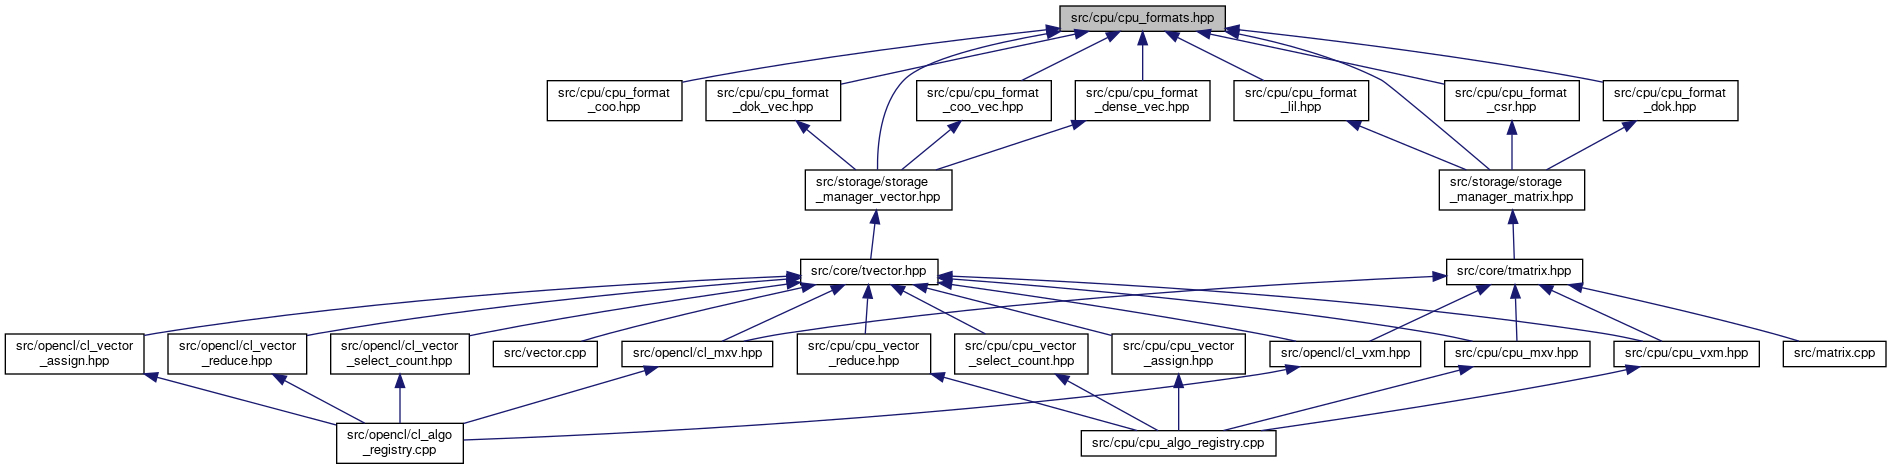 src/cpu/cpu_formats.hpp
src/cpu/cpu_format
_coo.hpp
src/cpu/cpu_format
_dok_vec.hpp
src/cpu/cpu_format
_coo_vec.hpp
src/cpu/cpu_format
_dense_vec.hpp
src/cpu/cpu_format
_lil.hpp
src/cpu/cpu_format
_csr.hpp
src/cpu/cpu_format
_dok.hpp
src/storage/storage
_manager_vector.hpp
src/storage/storage
_manager_matrix.hpp
src/core/tvector.hpp
src/core/tmatrix.hpp
src/opencl/cl_vector
_assign.hpp
src/opencl/cl_vector
_reduce.hpp
src/opencl/cl_vector
_select_count.hpp
src/vector.cpp
src/opencl/cl_mxv.hpp
src/cpu/cpu_vector
_reduce.hpp
src/cpu/cpu_vector
_select_count.hpp
src/cpu/cpu_vector
_assign.hpp
src/opencl/cl_vxm.hpp
src/cpu/cpu_mxv.hpp
src/cpu/cpu_vxm.hpp
src/matrix.cpp
src/opencl/cl_algo
_registry.cpp
src/cpu/cpu_algo_registry.cpp